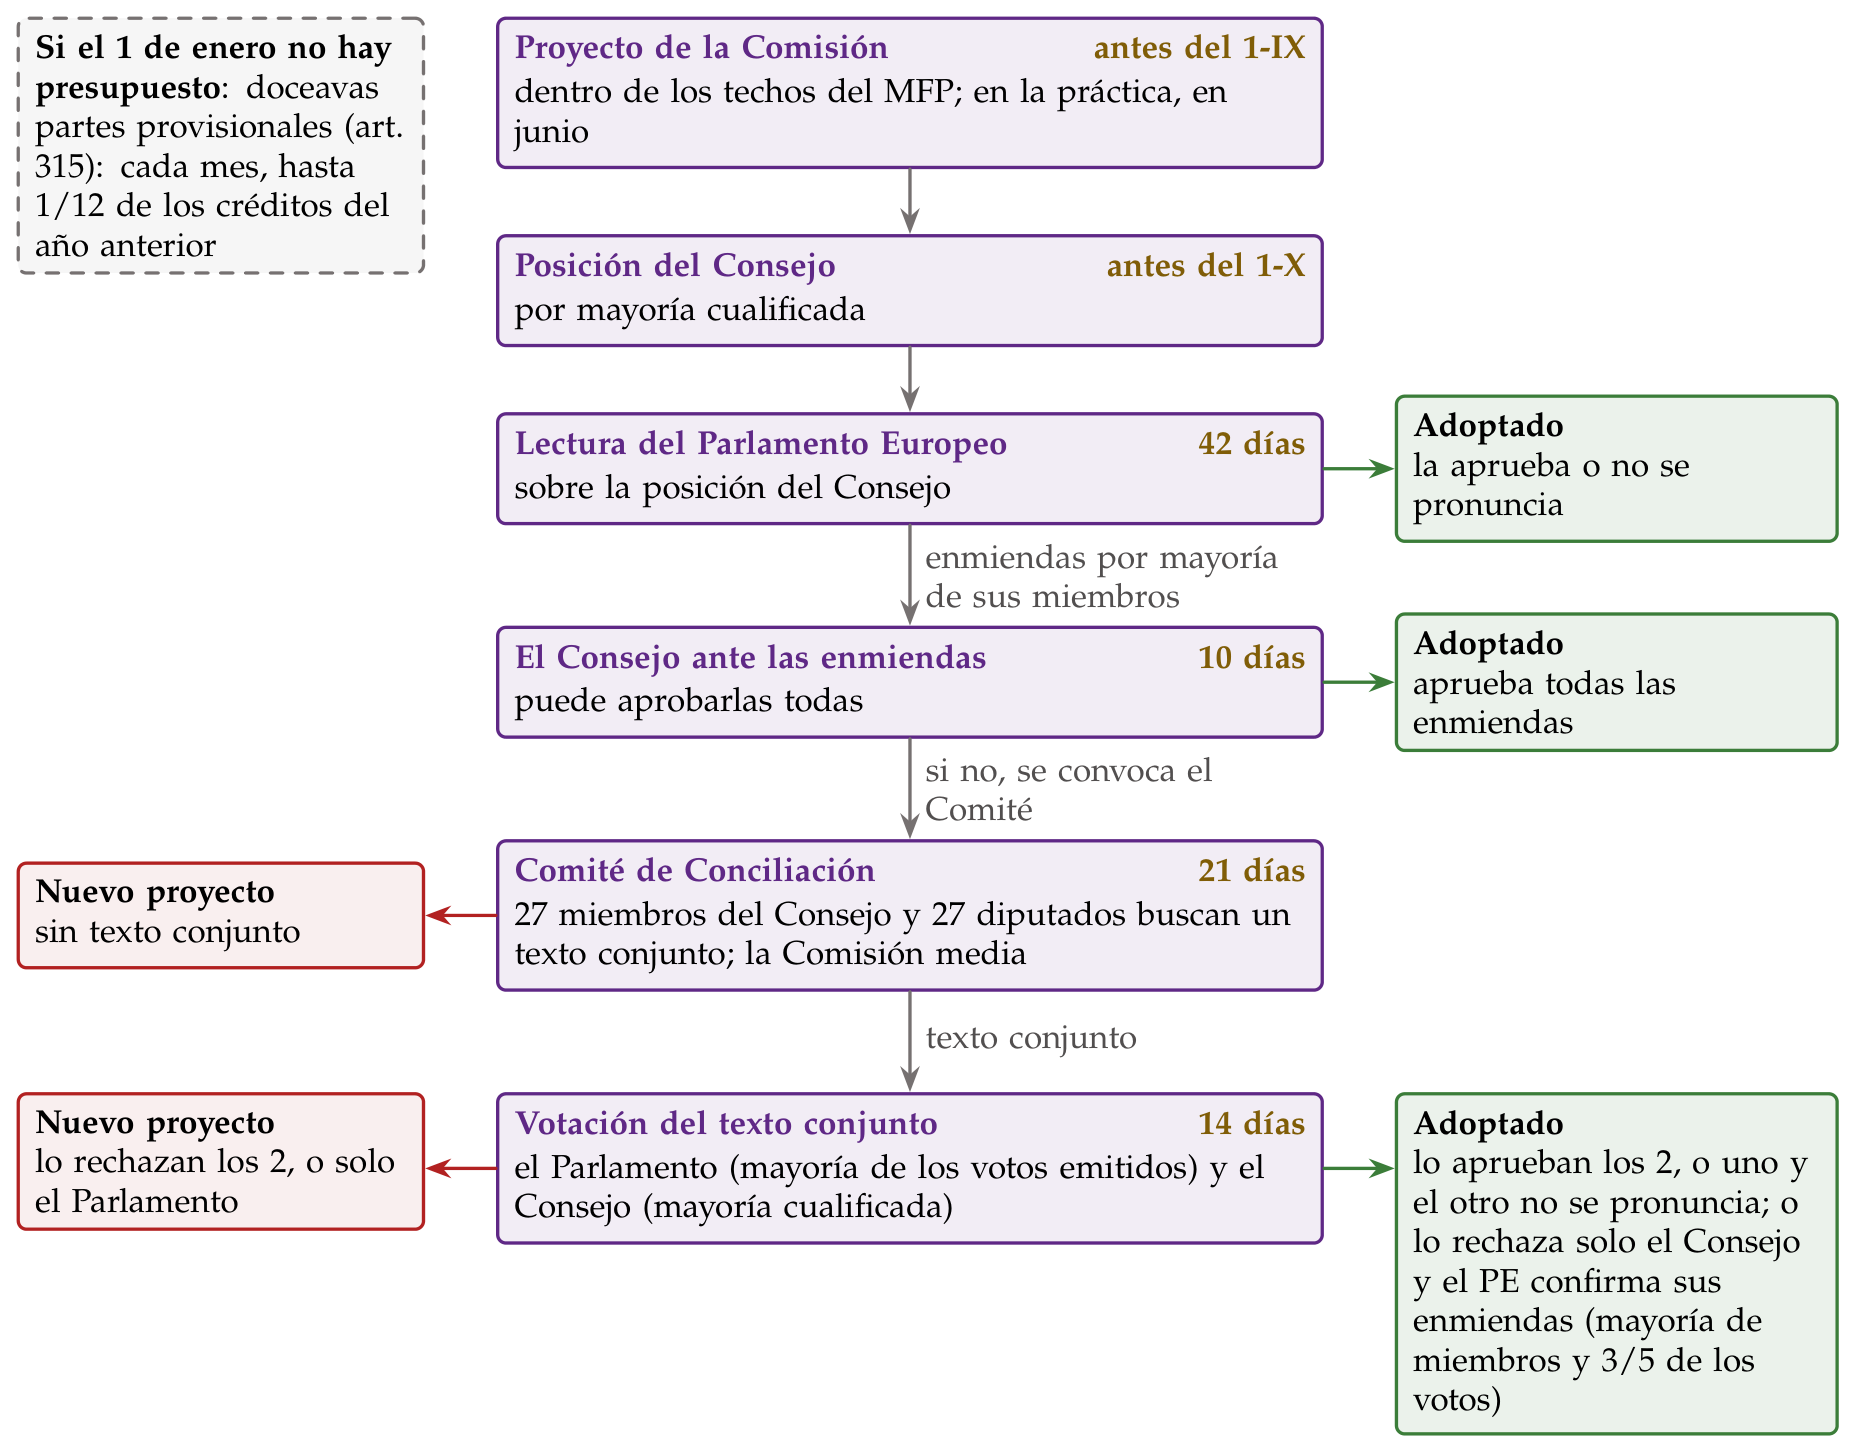 Si el 1 de enero no hay
presupuesto: doceavas
partes provisionales (art.
315): cada mes, hasta
1/12 de los créditos del
año anterior
Proyecto de la Comisión antes del 1-IX
dentro de los techos del MFP; en la práctica, en
junio
Posición del Consejo antes del 1-X
por mayoría cualificada
Lectura del Parlamento Europeo 42 días
sobre la posición del Consejo
Adoptado
la aprueba o no se
pronuncia
enmiendas por mayoría
de sus miembros
El Consejo ante las enmiendas 10 días
puede aprobarlas todas
Adoptado
aprueba todas las
enmiendas
si no, se convoca el
Comité
Nuevo proyecto
sin texto conjunto
Comité de Conciliación 21 días
27 miembros del Consejo y 27 diputados buscan un
texto conjunto; la Comisión media
texto conjunto
Nuevo proyecto
lo rechazan los 2, o solo
el Parlamento
Votación del texto conjunto 14 días
el Parlamento (mayoría de los votos emitidos) y el
Consejo (mayoría cualificada)
Adoptado
lo aprueban los 2, o uno y
el otro no se pronuncia; o
lo rechaza solo el Consejo
y el PE confirma sus
enmiendas (mayoría de
miembros y 3/5 de los
votos)